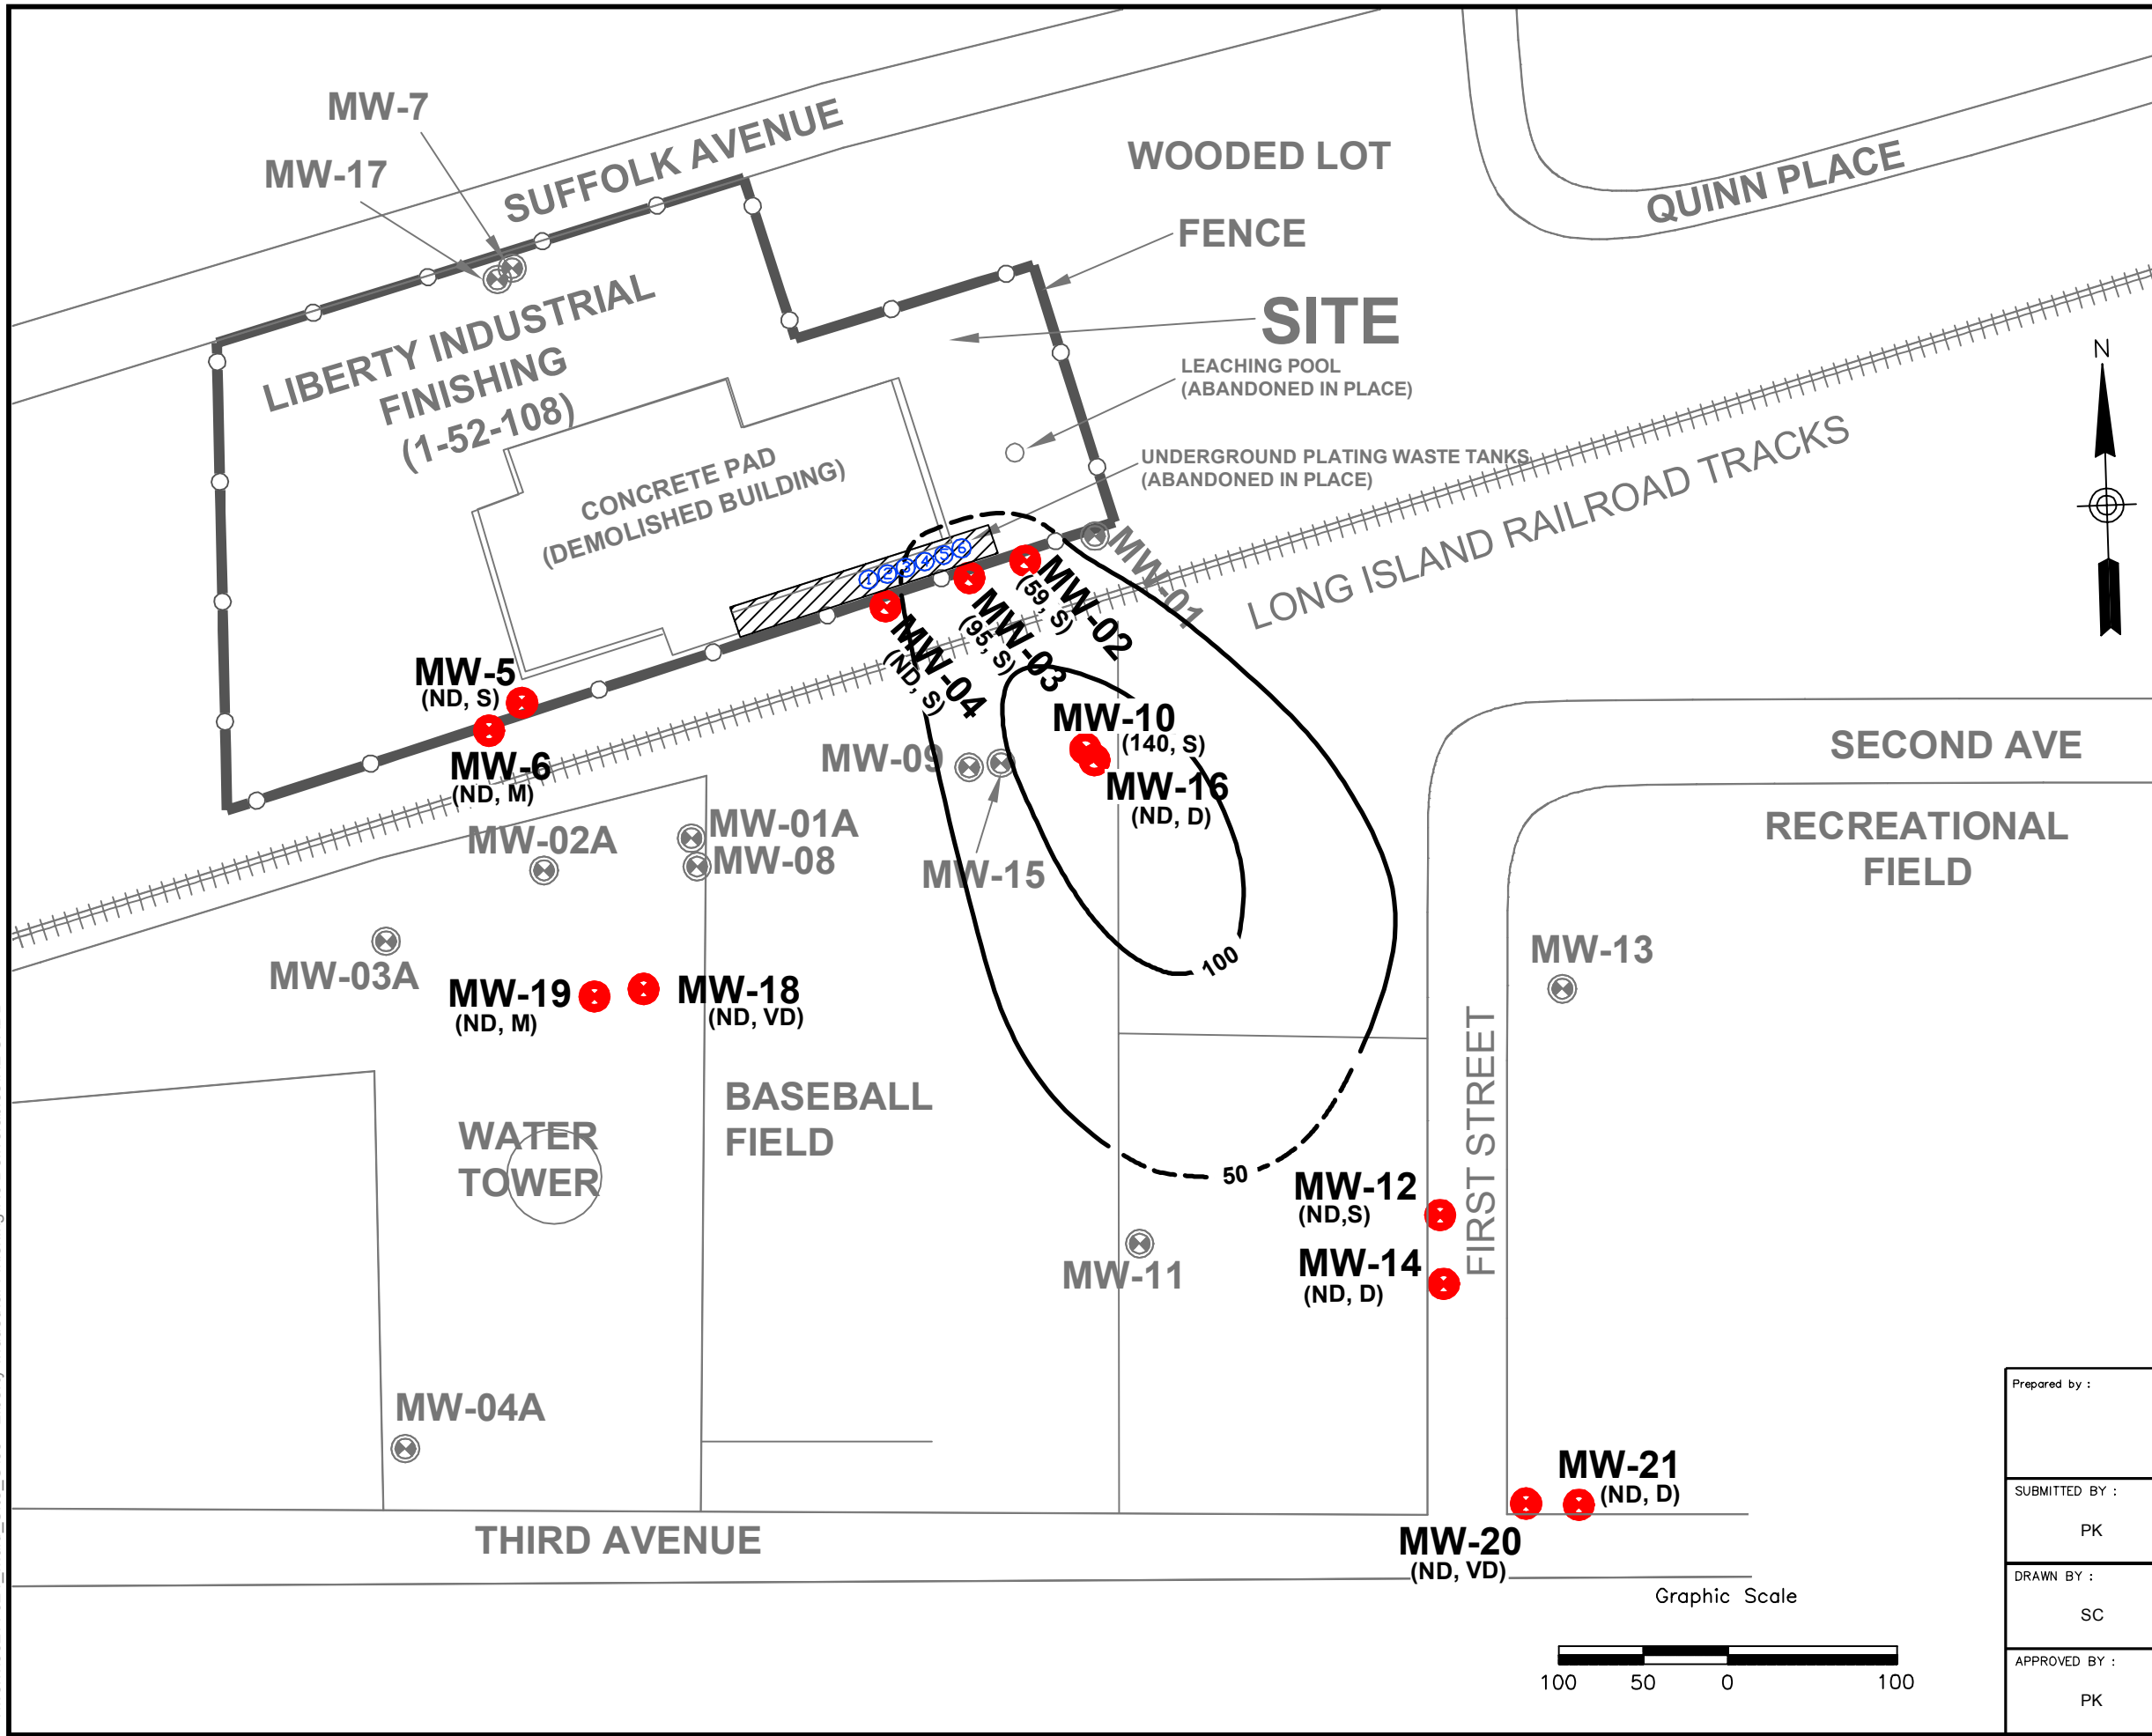 MW-7
MW-17
SUFFOLK AVENUE
WOODED LOT
QUINN PLACE
FENCE
SITE
LIBERTY INDUSTRIAL
FINISHING
(1-52-108)
LEACHING POOL
(ABANDONED IN PLACE)
N
CONCRETE PAD
(DEMOLISHED BUILDING)
UNDERGROUND PLATING WASTE TANKS
(ABANDONED IN PLACE)
LONG ISLAND RAILROAD TRACKS
1 2 3 4 5 6
MW-01
MW-02
(59, S)
MW-03
(95, S)
MW-04
(ND, S)
MW-5
(ND, S)
MW-6
(ND, M)
MW-10
(140, S)
MW-16
(ND, D)
MW-09
MW-15
SECOND AVE
RECREATIONAL
FIELD
MW-01A
MW-02A
MW-08
MW-03A
MW-19
(ND, M)
MW-18
(ND, VD)
100
MW-13
FIRST STREET
BASEBALL
FIELD
WATER
TOWER
50
MW-12
(ND,S)
MW-14
(ND, D)
MW-11
MW-04A
MW-21
(ND, D)
MW-20
(ND, VD)
THIRD AVENUE
Graphic Scale
100 50 0 100
Prepared by :
SUBMITTED BY :
PK
DRAWN BY :
SC
APPROVED BY :
PK